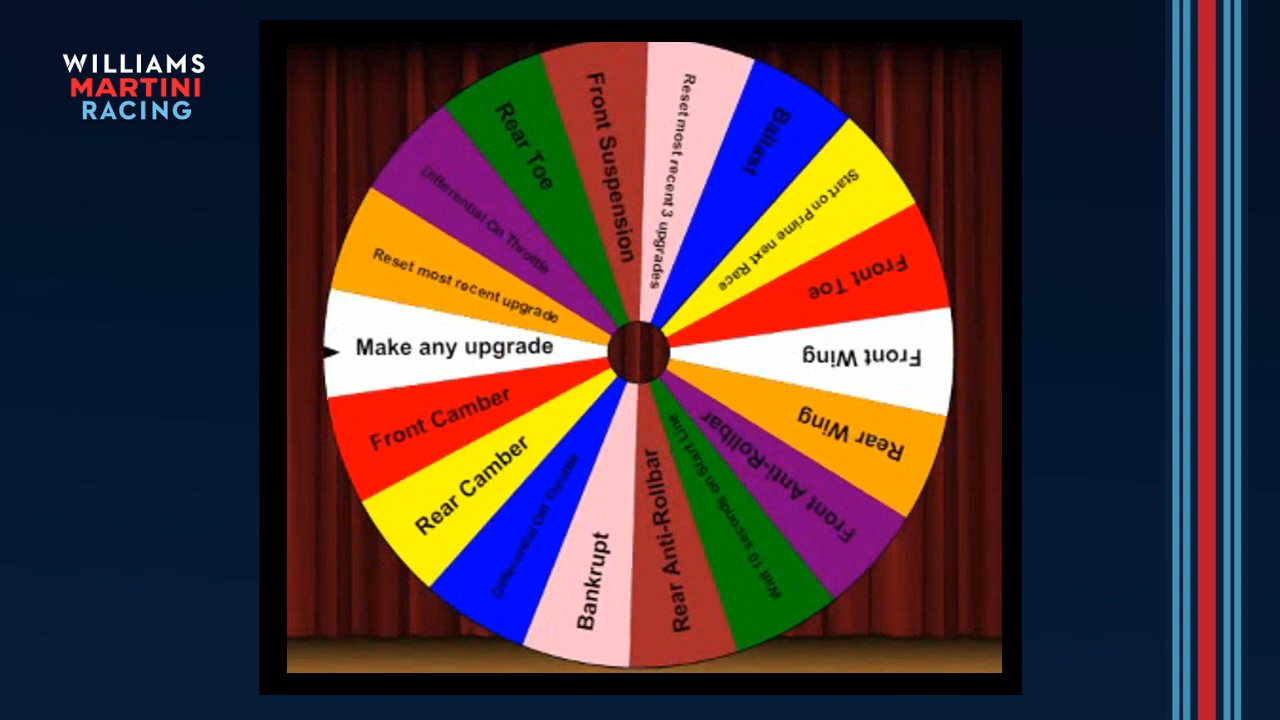 WILLIAMS
MARTINI
RACING
Front Suspension
Reset most recent 3 upgrades
Ballast
Start on Prime next Race
Front Toe
Front Wing
Rear Wing
Front Anti-Rollbar
Wait 10 seconds on Start Line
Rear Anti-Rollbar
Bankrupt
Differential Off Throttle
Rear Camber
Front Camber
Make any upgrade
Reset most recent upgrade
Differential On Throttle
Rear Toe